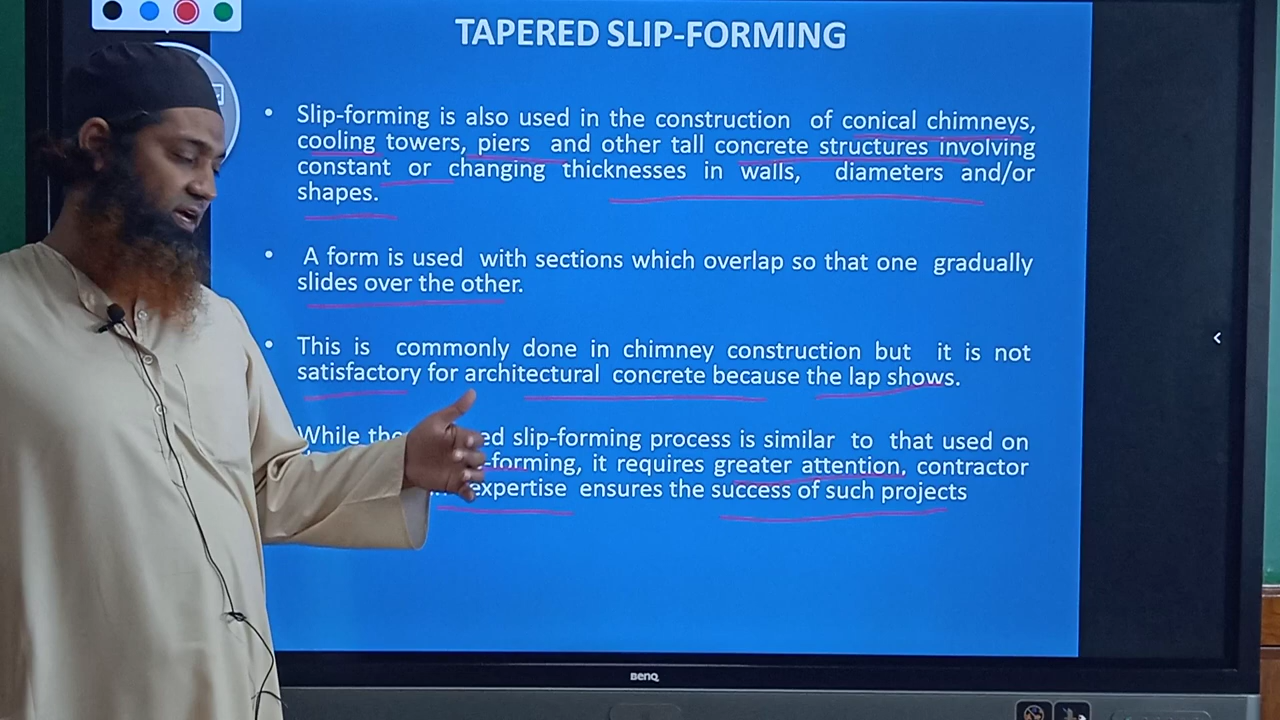 TAPERED SLIP-FORMING
• Slip-forming is also used in the construction of conical chimneys,
cooling towers, piers and other tall concrete structures involving
constant or changing thicknesses in walls, diameters and/or
shapes.
• A form is used with sections which overlap so that one gradually
slides over the other.
• This is commonly done in chimney construction but it is not
satisfactory for architectural concrete because the lap shows.
While the slip-forming process is similar to that used on
-forming, it requires greater attention, contractor
expertise ensures the success of such projects
BenQ